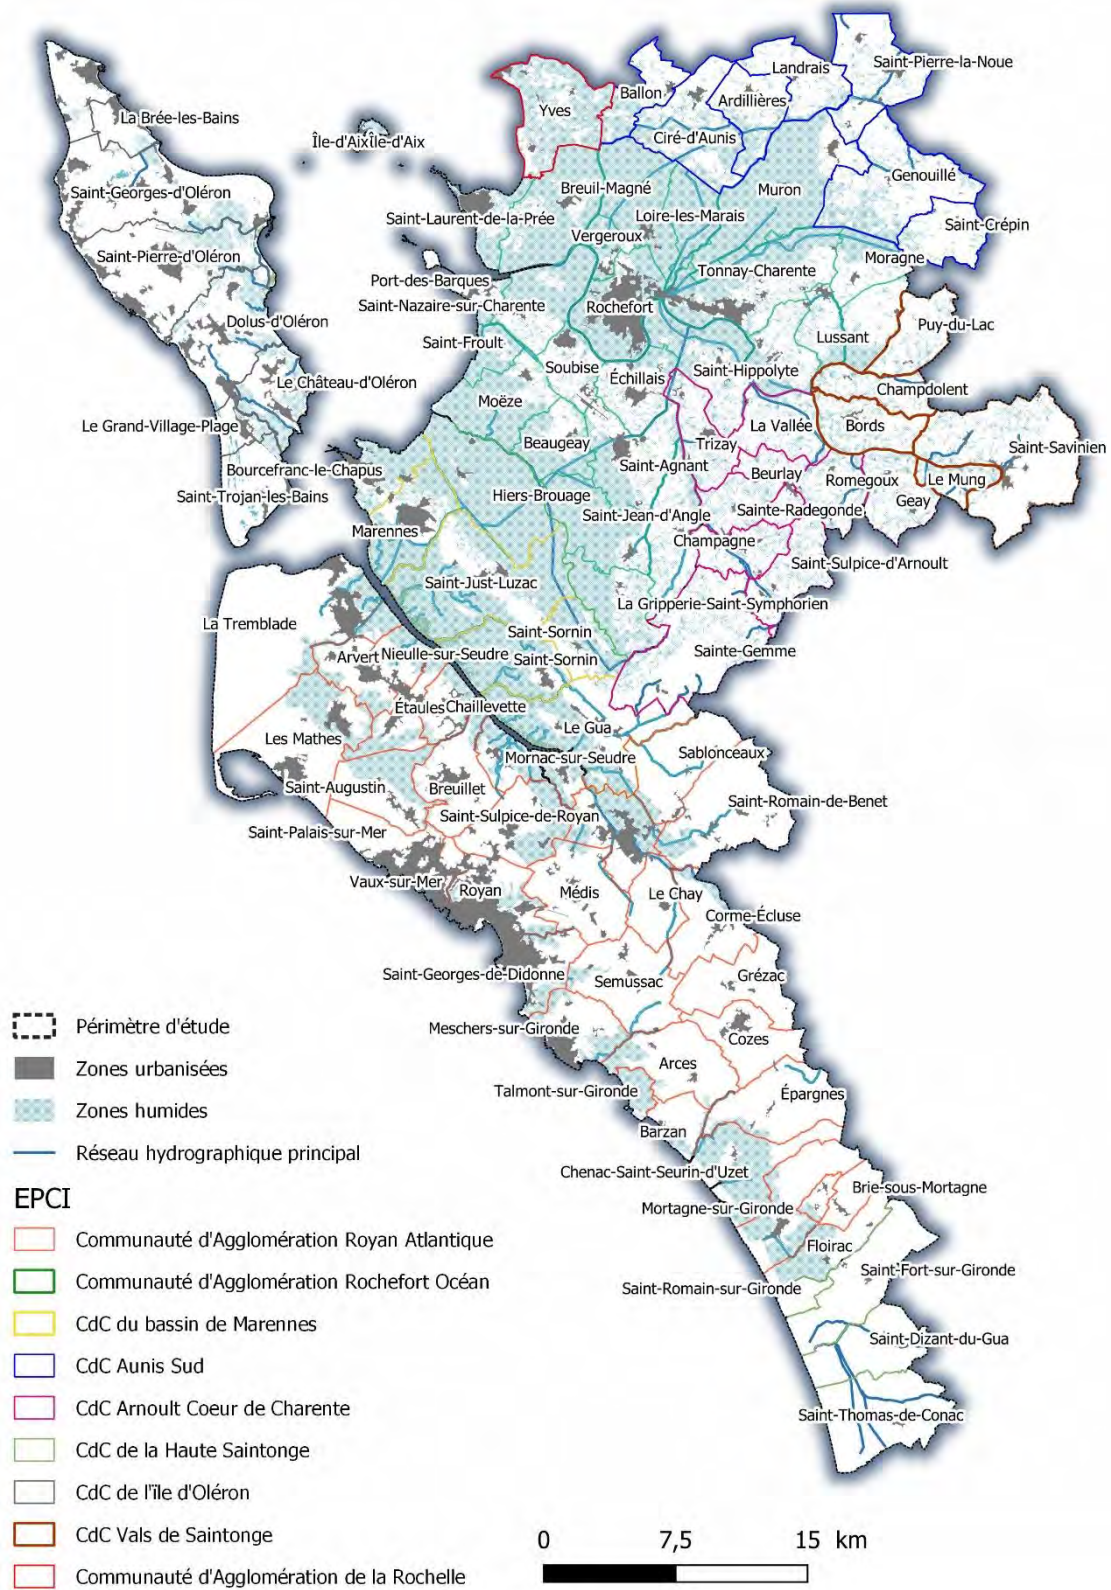 Saint-Pierre-la-Noue
Landrais
Ballon
Ardillières
Yves
La Brée-les-Bains
Île-d'Aix
Île-d'Aix
Ciré-d'Aunis
Genouillé
Saint-Georges-d'Oléron
Breuil-Magné
Muron
Saint-Laurent-de-la-Prée
Loire-les-Marais
Saint-Crépin
Vergeroux
Saint-Pierre-d'Oléron
Moragne
Tonnay-Charente
Port-des-Barques
Saint-Nazaire-sur-Charente
Rochefort
Dolus-d'Oléron
Puy-du-Lac
Lussant
Saint-Froult
Soubise
Saint-Hippolyte
Échillais
Le Château-d'Oléron
Champdolent
Moëze
Le Grand-Village-Plage
La Vallée
Bords
Beaugeay
Trizay
Saint-Savinien
Bourcefranc-le-Chapus
Saint-Agnant
Beurlay
Romegoux
Le Mung
Saint-Trojan-les-Bains
Hiers-Brouage
Geay
Saint-Jean-d'Angle
Sainte-Radegonde
Marennes
Champagne
Saint-Sulpice-d'Arnoult
Saint-Just-Luzac
La Gripperie-Saint-Symphorien
La Tremblade
Saint-Sornin
Sainte-Gemme
Arvert
Nieulle-sur-Seudre
Saint-Sornin
Étaules
Chaillevette
Le Gua
Les Mathes
Sablonceaux
Mornac-sur-Seudre
Saint-Augustin
Breuillet
Saint-Romain-de-Benet
Saint-Sulpice-de-Royan
Saint-Palais-sur-Mer
Vaux-sur-Mer
Royan
Médis
Le Chay
Corme-Écluse
Saint-Georges-de-Didonne
Semussac
Grézac
Meschers-sur-Gironde
Cozes
Arces
Talmont-sur-Gironde
Épargnes
Barzan
Chenac-Saint-Seurin-d'Uzet
Brie-sous-Mortagne
Mortagne-sur-Gironde
Floirac
Saint-Fort-sur-Gironde
Saint-Romain-sur-Gironde
Saint-Dizant-du-Gua
Saint-Thomas-de-Conac
Périmètre d'étude
Zones urbanisées
Zones humides
Réseau hydrographique principal
EPCI
Communauté d'Agglomération Royan Atlantique
Communauté d'Agglomération Rochefort Océan
CdC du bassin de Marennes
CdC Aunis Sud
CdC Arnoult Coeur de Charente
CdC de la Haute Saintonge
CdC de l'île d'Oléron
CdC Vals de Saintonge
Communauté d'Agglomération de la Rochelle
0 7,5 15 km